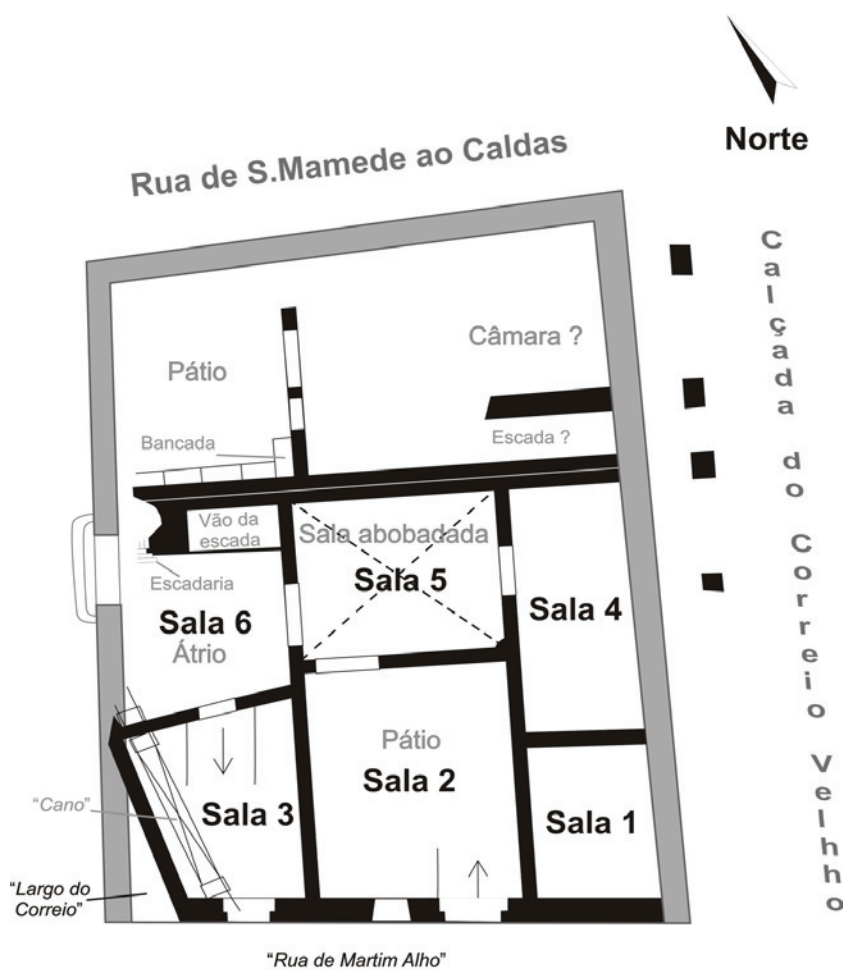 Norte
Rua de S.Mamede ao Caldas
Calçada do Correio Velhho
Câmara ?
Pátio
Bancada
Escada ?
Vão da
escada
Sala abobadada
Sala 5
Escadaria
Sala 4
Sala 6
Átrio
Pátio
Sala 2
"Cano"
Sala 3
Sala 1
"Largo do
Correio"
"Rua de Martim Alho"